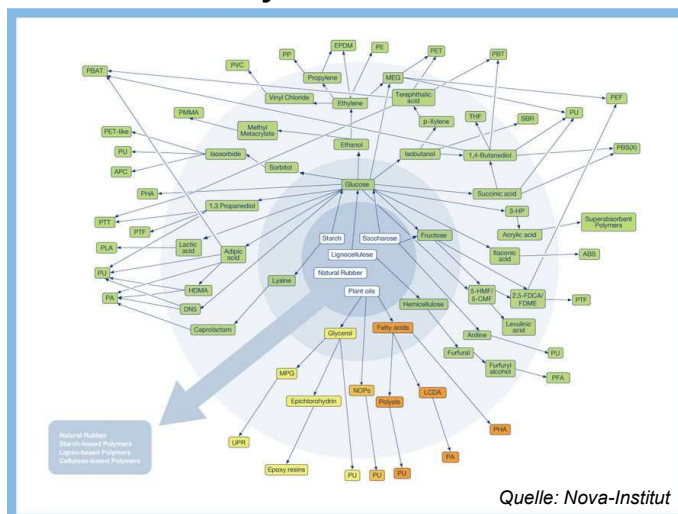 EPDM
PE
PP
PET
PBT
PVC
PBAT
Propylene
MEG
Terephthalic
acid
PEF
Vinyl Chloride
Ethylene
PMMA
p-Xylene
THF
SBR
PU
Methyl
Metacrylate
PET-like
Ethanol
PU
Isosorbide
Isobutanol
1,4-Butanediol
PBS(X)
APC
Sorbitol
PHA
Glucose
Succinic acid
1,3 Propanediol
3-HP
PTT
PTF
Superabsorbent
Polymers
Acrylic acid
Starch
Saccharose
Fructose
PLA
Lactic
acid
Adipic
acid
Lignocellulose
Itaconic
acid
ABS
PU
Natural Rubber
Lysine
HDMA
Plant oils
5-HMF/
5-CMF
2,5-FDCA/
FDME
PTF
PA
DN5
Hemicellulose
Caprolactam
Glycerol
Fatty acids
Aniline
Levulinic
acid
Furfural
PU
MPG
Furfuryl
alcohol
PFA
NOPs
LCDA
Epichlorohydrin
Polyols
Natural Rubber
Starch-based Polymers
Lignin-based Polymers
Cellulose-based Polymers
UPR
PHA
PA
Epoxy resins
PU
PU
PU
Quelle: Nova-Institut